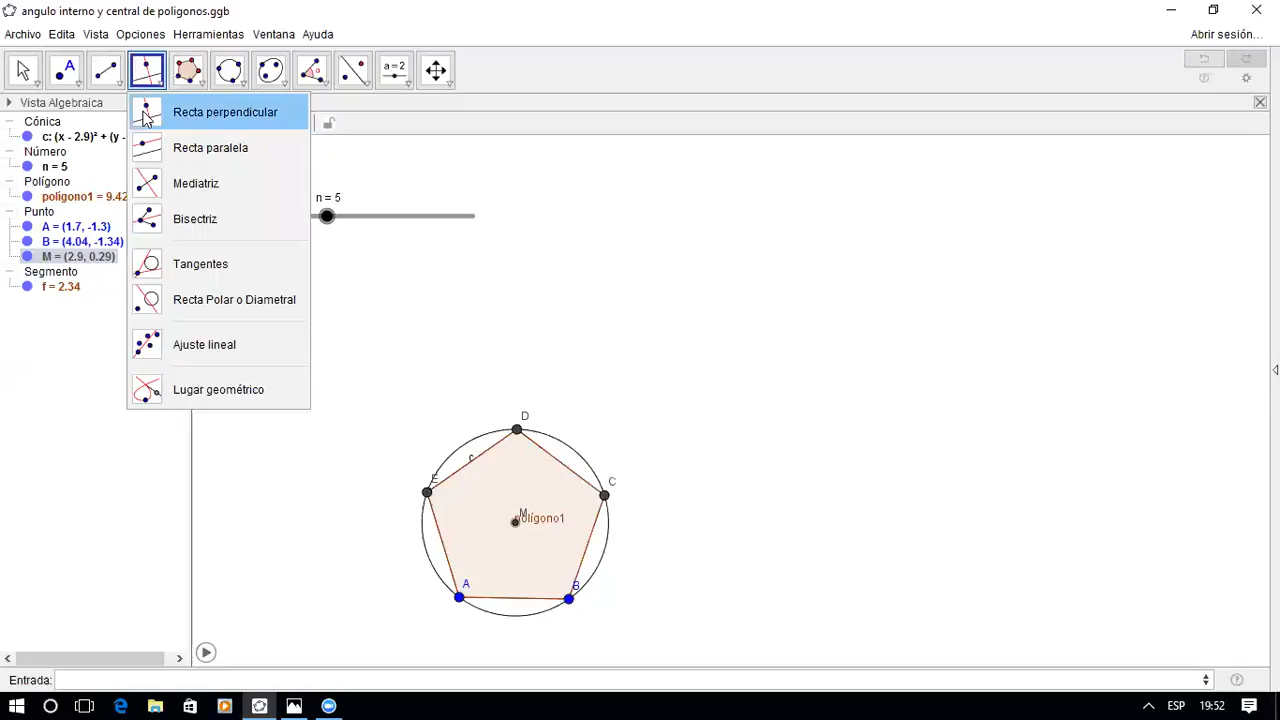 angulo interno y central de poligonos.ggb
Archivo Edita Vista Opciones Herramientas Ventana Ayuda
Abrir sesión...
A
α
a = 2
Vista Algebraica
Cónica
c: (x - 2.9)² + (y -
Número
n = 5
Polígono
polígono1 = 9.42
Punto
A = (1.7, -1.3)
B = (4.04, -1.34)
M = (2.9, 0.29)
Segmento
f = 2.34
Recta perpendicular
Recta paralela
Mediatriz
Bisectriz
Tangentes
Recta Polar o Diametral
Ajuste lineal
Lugar geométrico
n = 5
D
c
E
C
M
polígono1
A
B
Entrada:
ESP 19:52